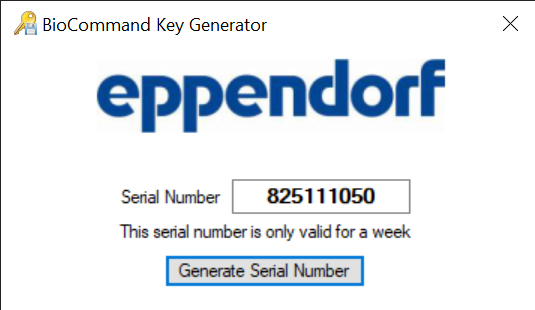 BioCommand Key Generator
eppendorf
Serial Number 825111050
This serial number is only valid for a week
Generate Serial Number